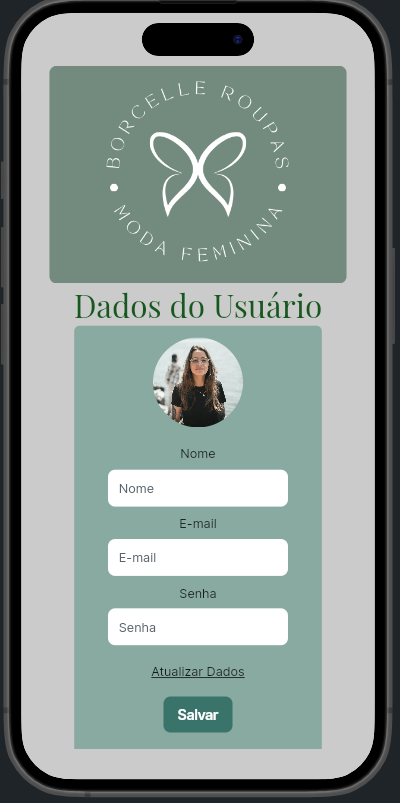 BORCELLE ROUPAS
MODA FEMININA
Dados do Usuário
Nome
Nome
E-mail
E-mail
Senha
Senha
Atualizar Dados
Salvar